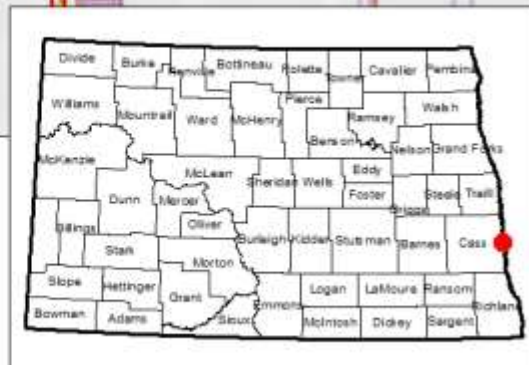 Divide Burke Renville Bottineau Rolette Towner Cavalier Pembina
Williams Mountrail Ward McHenry Pierce Ramsey Walsh
Benson Nelson Grand Forks
McKenzie McLean Sheridan Wells Eddy
Dunn Mercer Foster Griggs Steele Traill
Billings Oliver Burleigh Kidder Stutsman Barnes Cass
Stark Morton
Slope Hettinger Grant Emmons Logan LaMoure Ransom Richland
Bowman Adams Sioux McIntosh Dickey Sargent